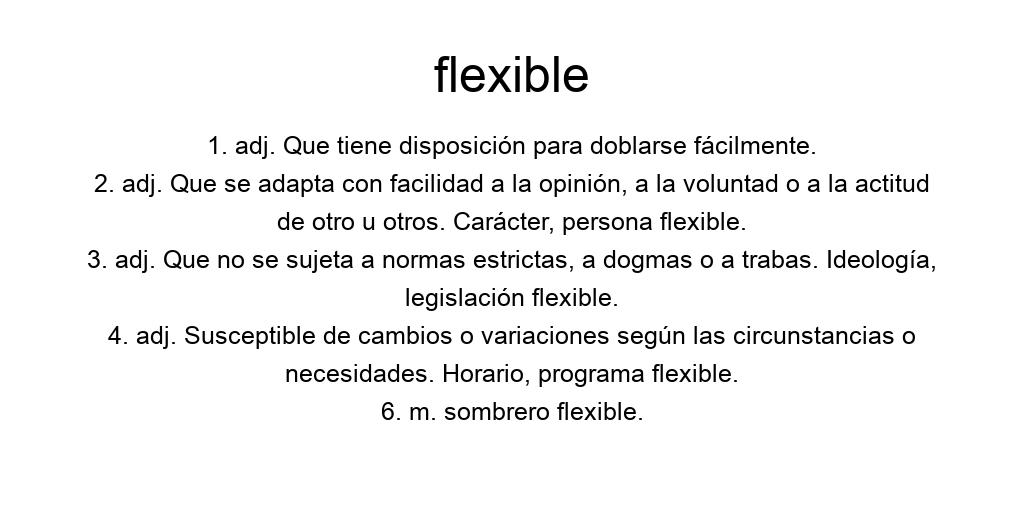 flexible
1. adj. Que tiene disposición para doblarse fácilmente.
2. adj. Que se adapta con facilidad a la opinión, a la voluntad o a la actitud
de otro u otros. Carácter, persona flexible.
3. adj. Que no se sujeta a normas estrictas, a dogmas o a trabas. Ideología,
legislación flexible.
4. adj. Susceptible de cambios o variaciones según las circunstancias o
necesidades. Horario, programa flexible.
6. m. sombrero flexible.